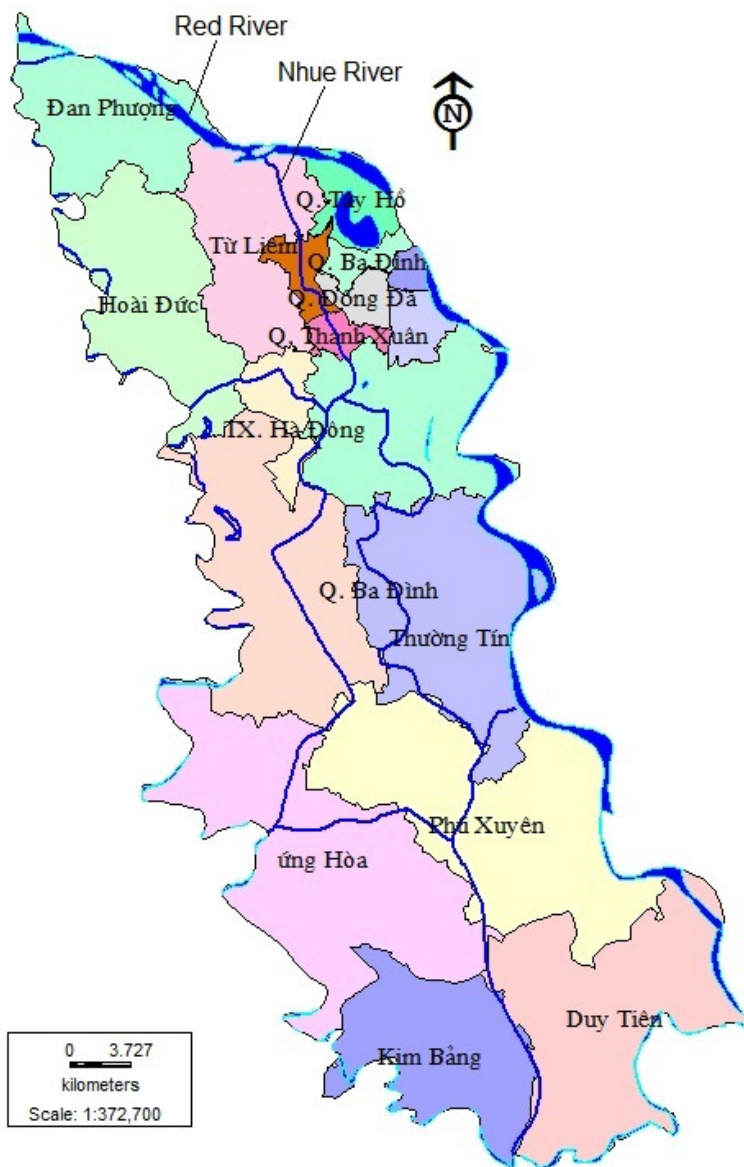 Red River
Nhue River
N
Đan Phượng
Q. Tây Hồ
Từ Liêm
Q. Ba Đình
Hoài Đức
Q. Đống Đa
Q. Thanh Xuân
TX. Hà Đông
Q. Ba Đình
Thường Tín
Phú Xuyên
ứng Hòa
Duy Tiên
Kim Bảng
0 3.727
kilometers
Scale: 1:372,700